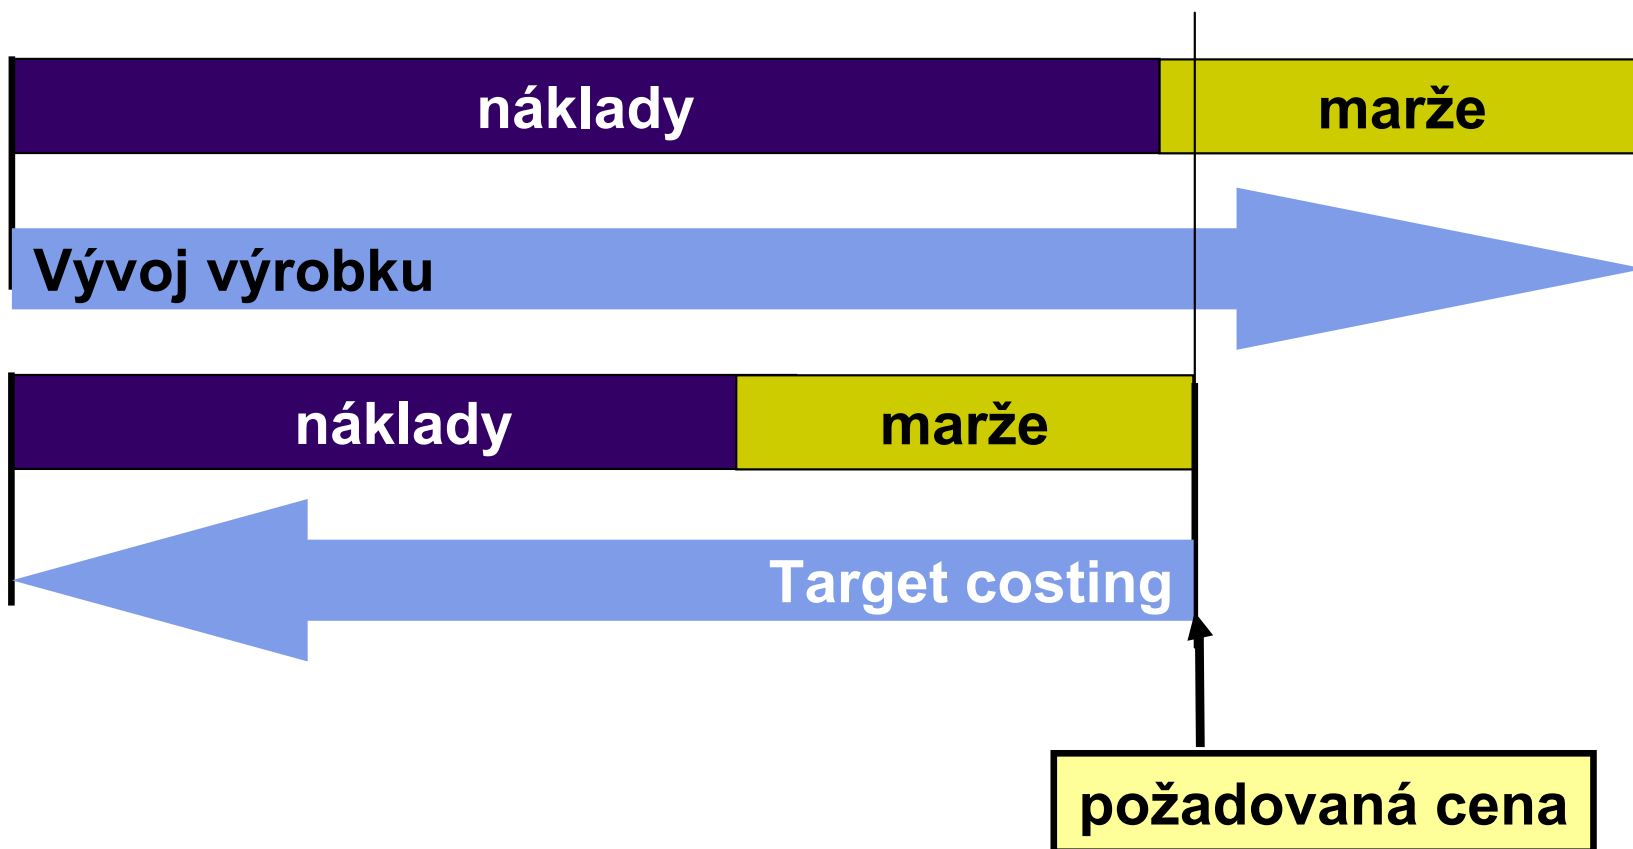 náklady marže
Vývoj výrobku
náklady marže
Target costing
požadovaná cena